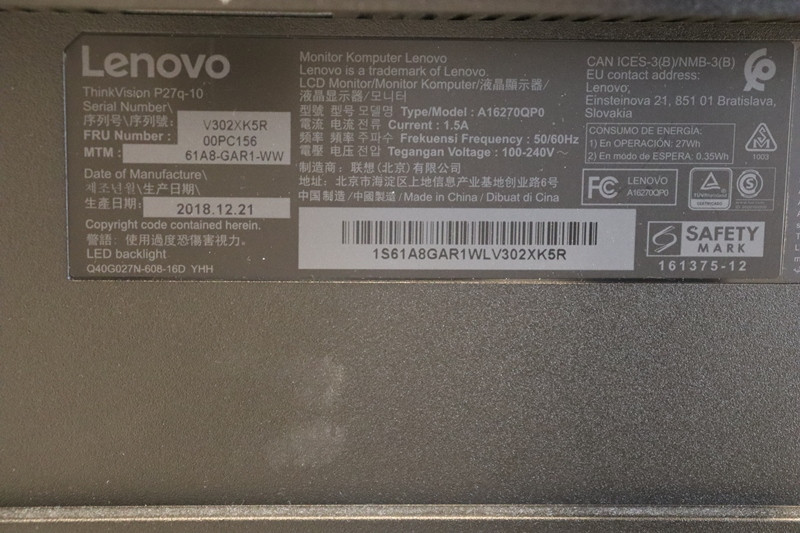 Lenovo
ThinkVision P27q-10
Serial Number\
序列号\序列號: V302XK5R
FRU Number : 00PC156
MTM : 61A8-GAR1-WW
Date of Manufacture\
제조년월\生产日期\
生產日期: 2018.12.21
Copyright code contained herein.
警語: 使用過度恐傷害視力。
LED backlight
Q40G027N-608-16D YHH
Monitor Komputer Lenovo
Lenovo is a trademark of Lenovo.
LCD Monitor/Monitor Komputer/液晶顯示器/
液晶显示器/모니터
型號 型号 모델명 Type/Model : A16270QP0
電流 电流 전류 Current : 1.5A
頻率 频率 주파수 Frekuensi Frequency : 50/60Hz
電壓 电压 전압 Tegangan Voltage : 100-240V~
制造商: 联想(北京)有限公司
地址: 北京市海淀区上地信息产业基地创业路6号
中国制造/中國製造/Made in China/Dibuat di Cina
1S61A8GAR1WLV302XK5R
CAN ICES-3(B)/NMB-3(B)
EU contact address:
Lenovo,
Einsteinova 21, 851 01 Bratislava,
Slovakia
CONSUMO DE ENERGÍA:
1) En OPERACIÓN: 27Wh
2) En modo de ESPERA: 0.35Wh
1003
FC LENOVO
A16270QP0
S
SAFETY
MARK
161375-12